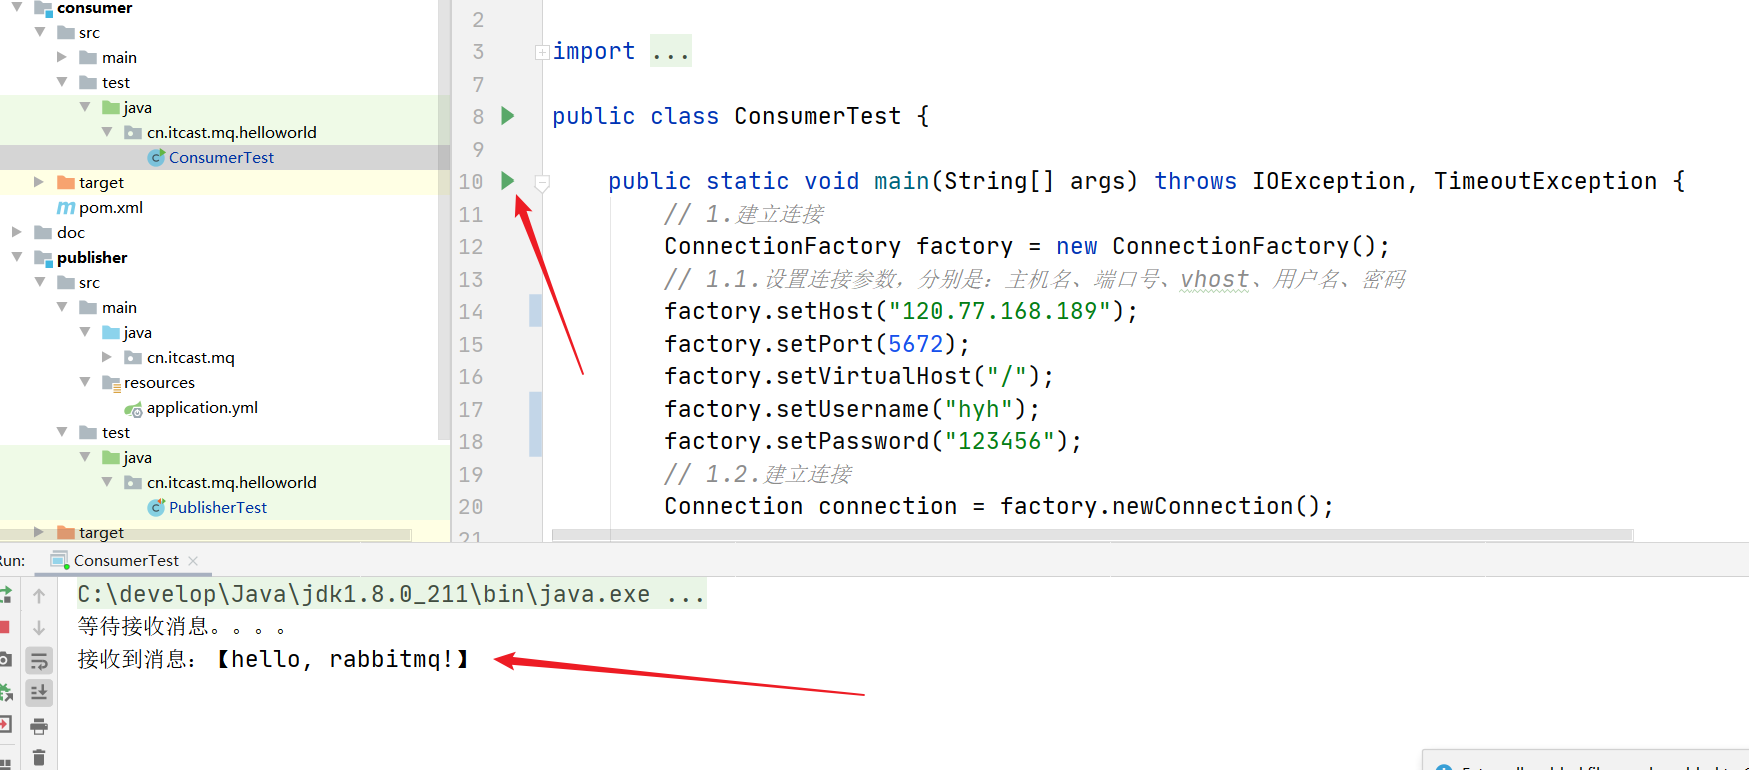 consumer
src
main
test
java
cn.itcast.mq.helloworld
ConsumerTest
target
pom.xml
doc
publisher
src
main
java
cn.itcast.mq
resources
application.yml
test
java
cn.itcast.mq.helloworld
PublisherTest
target
2
3 import ...
7
8 public class ConsumerTest {
9
10 public static void main(String[] args) throws IOException, TimeoutException {
11 // 1.建立连接
12 ConnectionFactory factory = new ConnectionFactory();
13 // 1.1.设置连接参数，分别是：主机名、端口号、vhost、用户名、密码
14 factory.setHost("120.77.168.189");
15 factory.setPort(5672);
16 factory.setVirtualHost("/");
17 factory.setUsername("hyh");
18 factory.setPassword("123456");
19 // 1.2.建立连接
20 Connection connection = factory.newConnection();
21
Run: ConsumerTest
C:\develop\Java\jdk1.8.0_211\bin\java.exe ...
等待接收消息。。。。
接收到消息：【hello, rabbitmq!】